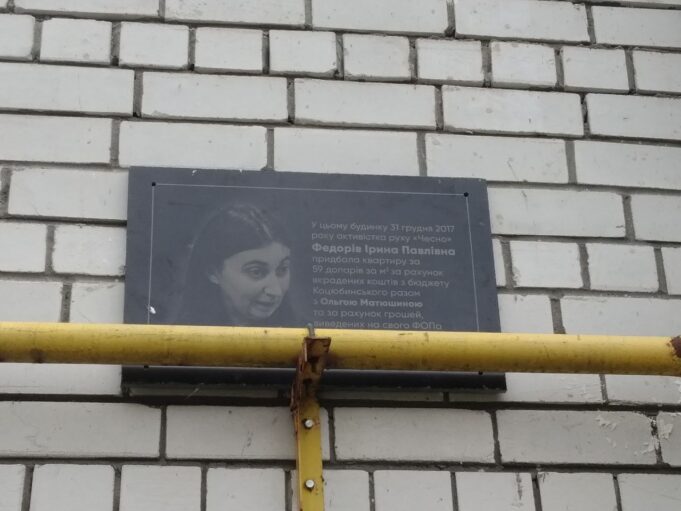 У цьому будинку 31 грудня 2017
року активістка руху «Чесно»
Федорів Ірина Павлівна
придбала квартиру за
59 доларів за м² за рахунок
вкрадених коштів з бюджету
Коцюбинського разом
з Ольгою Матюшиною
та за рахунок грошей,
виведених на свого ФОПа